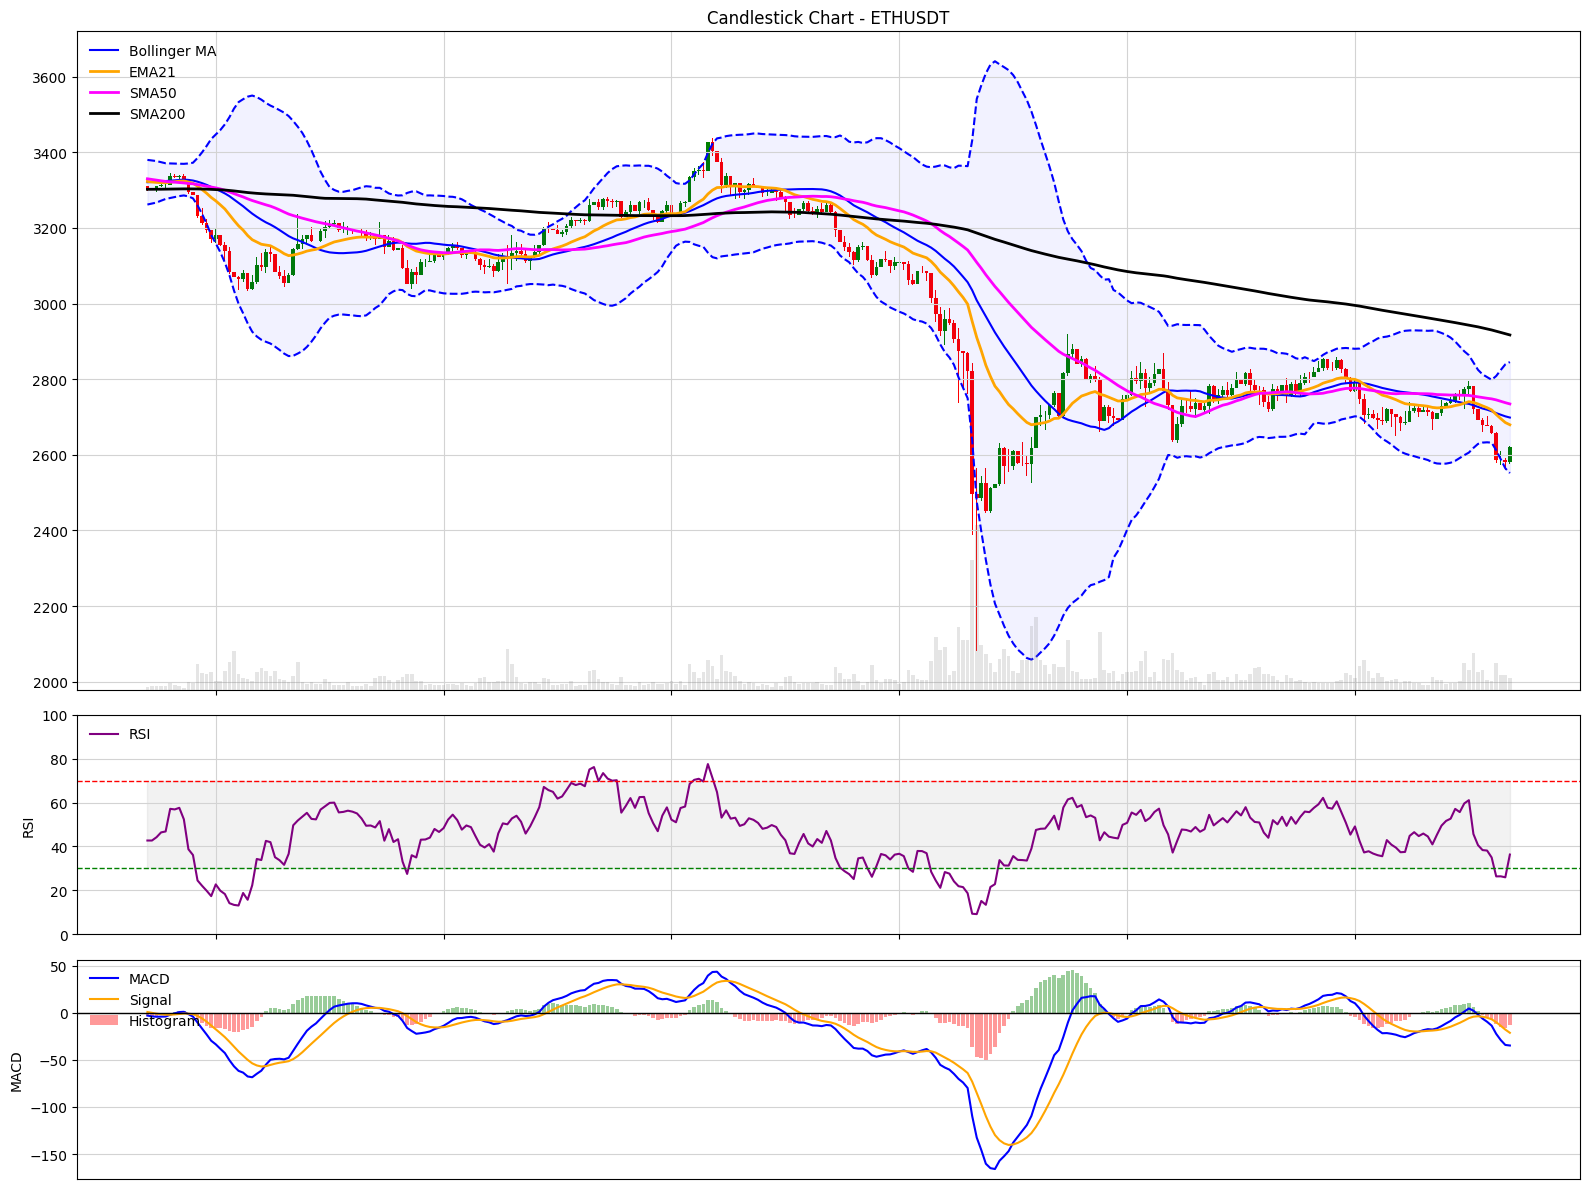 Candlestick Chart - ETHUSDT
Bollinger MA
EMA21
SMA50
SMA200
3600
3400
3200
3000
2800
2600
2400
2200
2000
RSI
100
80
60
40
20
0
RSI
MACD
Signal
Histogram
50
0
−50
−100
−150
MACD